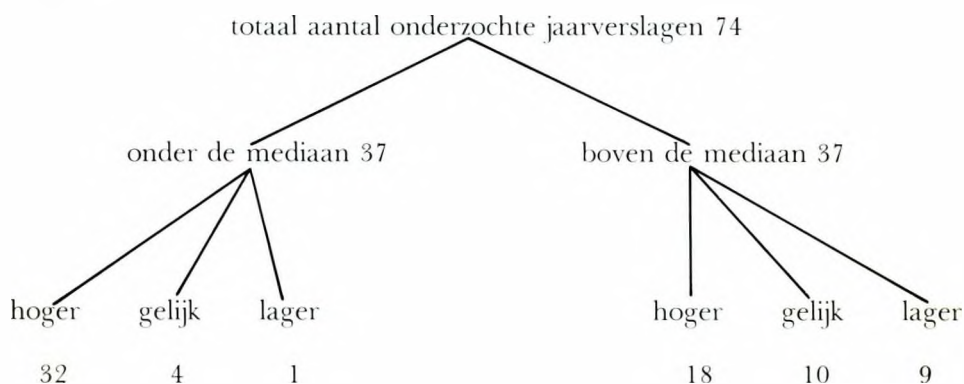 totaal aantal onderzochte jaarverslagen 74
onder de mediaan 37 boven de mediaan 37
hoger gelijk lager hoger gelijk lager
32 4 1 18 10 9